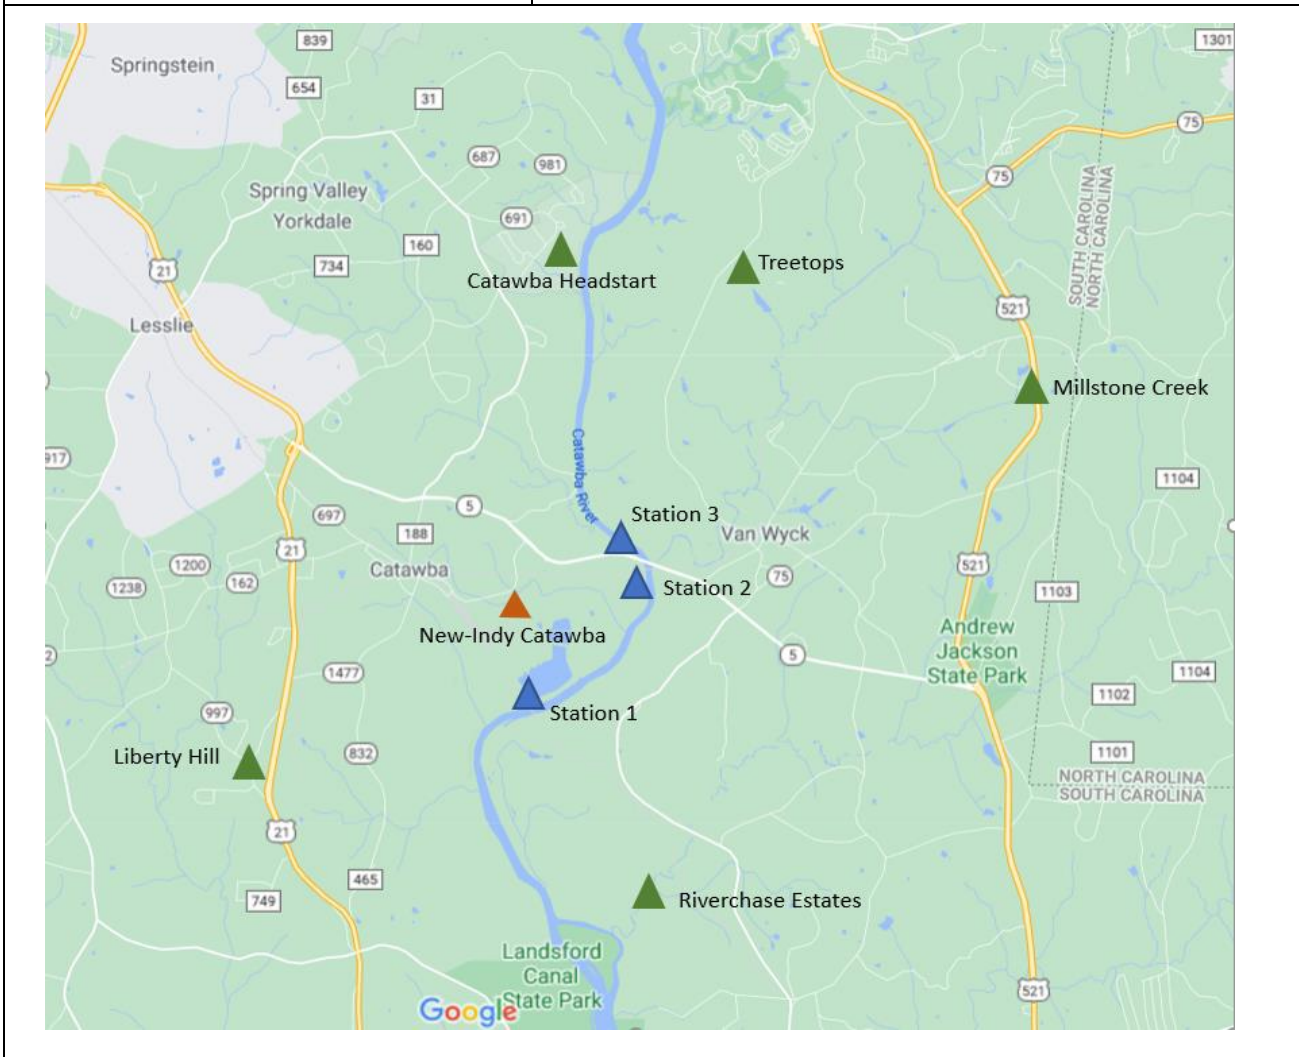 839
1301
Springstein
654
31
75
687
981
75
Spring Valley
Yorkdale
691
160
SOUTH CAROLINA
NORTH CAROLINA
734
21
Catawba Headstart
Treetops
521
Lesslie
Millstone Creek
Catawba River
917
1104
5
697
Station 3
188
Van Wyck
21
1200
Catawba
521
1238
162
Station 2
75
1103
New-Indy Catawba
Andrew
Jackson
State Park
2
5
1477
1104
1102
997
Station 1
Liberty Hill
832
1101
NORTH CAROLINA
SOUTH CAROLINA
21
465
749
Riverchase Estates
Landsford
Canal
State Park
521
Google